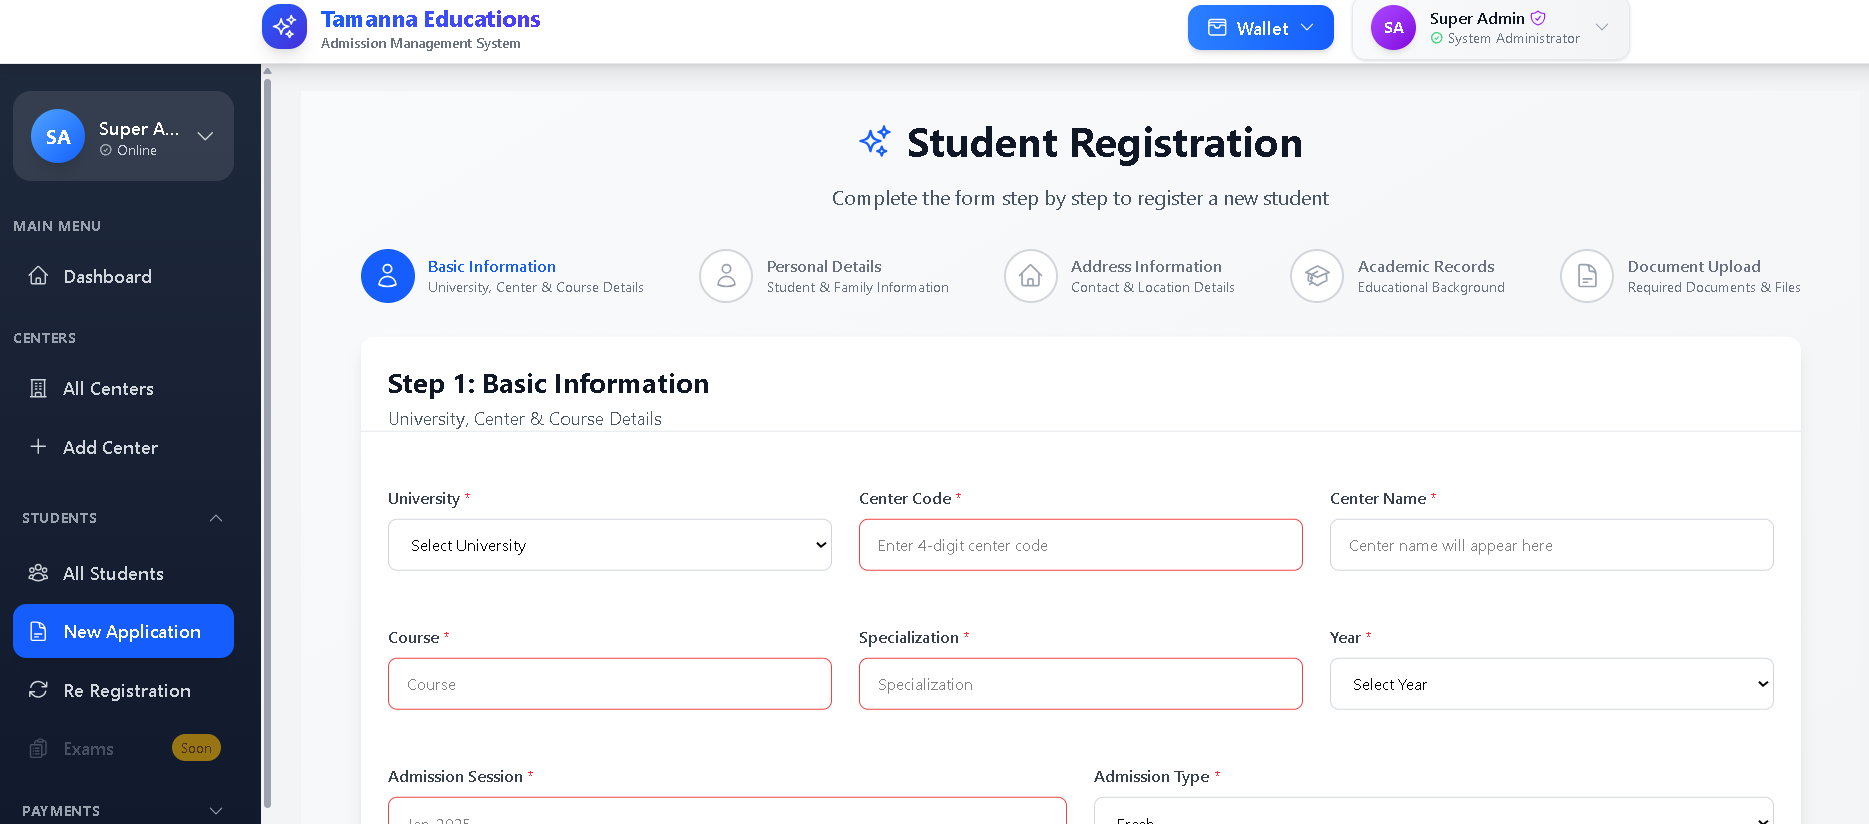 Tamanna Educations
Admission Management System
Wallet
SA
Super Admin
System Administrator
SA
Super A...
Online
MAIN MENU
Dashboard
CENTERS
All Centers
Add Center
STUDENTS
All Students
New Application
Re Registration
Exams
Soon
PAYMENTS
Student Registration
Complete the form step by step to register a new student
Basic Information
University, Center & Course Details
Personal Details
Student & Family Information
Address Information
Contact & Location Details
Academic Records
Educational Background
Document Upload
Required Documents & Files
Step 1: Basic Information
University, Center & Course Details
University *
Select University
Center Code *
Enter 4-digit center code
Center Name *
Center name will appear here
Course *
Course
Specialization *
Specialization
Year *
Select Year
Admission Session *
Jan 2025
Admission Type *
Fresh